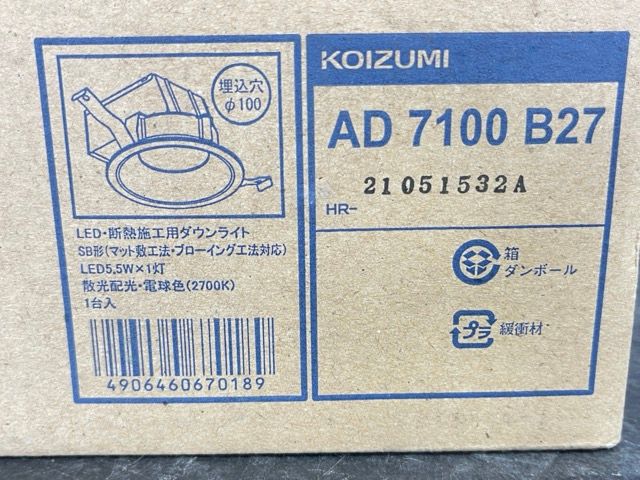 埋込穴
φ100
LED・断熱施工用ダウンライト
SB形(マット敷工法・ブローイング工法対応)
LED5.5W×1灯
散光配光・電球色(2700K)
1台入
4906460670189
KOIZUMI
AD 7100 B27
21051532A
HR-
箱
ダンボール
プラ
緩衝材